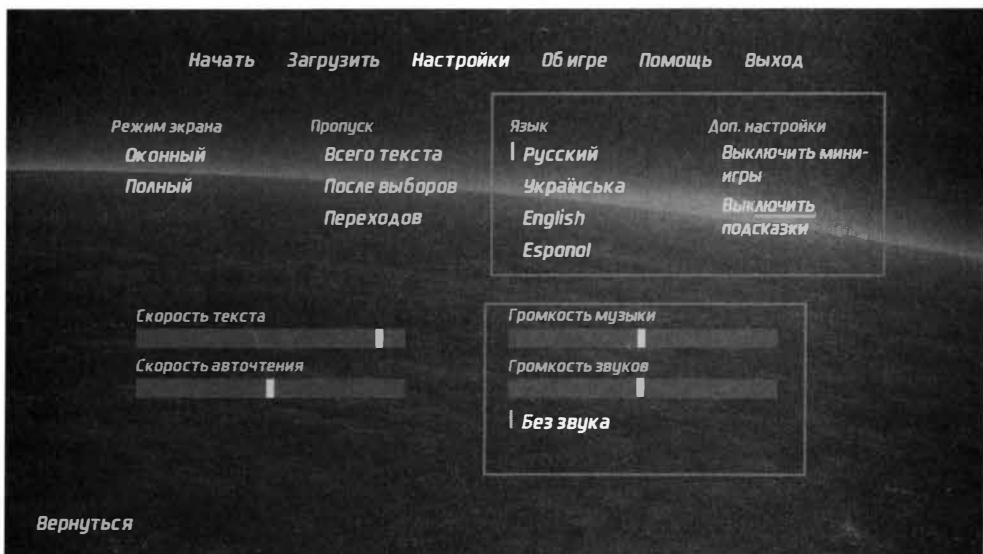 Начать Загрузить Настройки Об игре Помощь Выход
Режим экрана
Оконный
Полный
Пропуск
Всего текста
После выборов
Переходов
Язык
Русский
Українська
English
Esponol
Доп. настройки
Выключить мини-
игры
Выключить
подсказки
Скорость текста
Скорость авточтения
Громкость музыки
Громкость звуков
Без звука
Вернуться